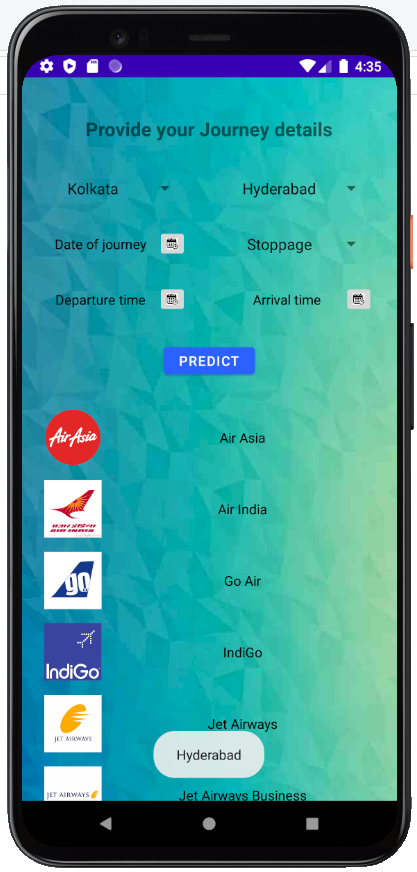 4:35
Provide your Journey details
Kolkata
Hyderabad
Date of journey
Stoppage
Departure time
Arrival time
PREDICT
AirAsia
Air Asia
AIR INDIA
Air India
GO
Go Air
IndiGo
IndiGo
JET AIRWAYS
Jet Airways
Hyderabad
JET AIRWAYS
Jet Airways Business